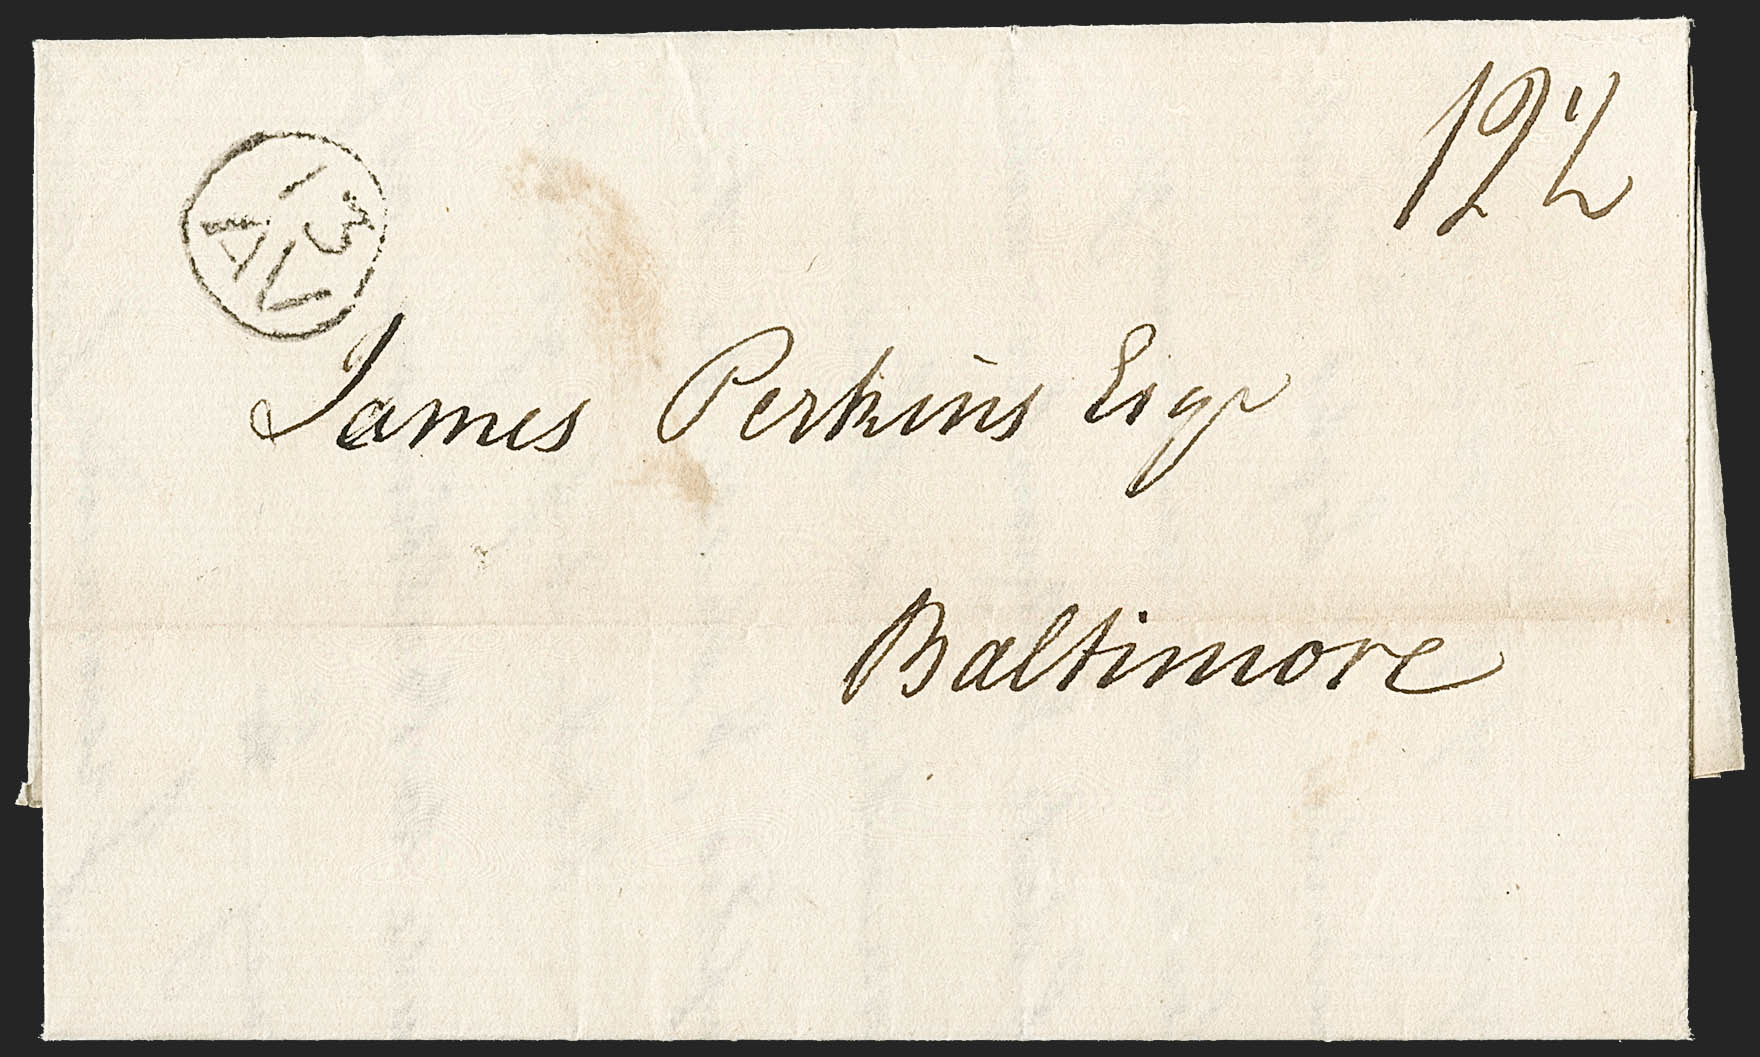 12½
13
AV
James Perkins Esqr
Baltimore